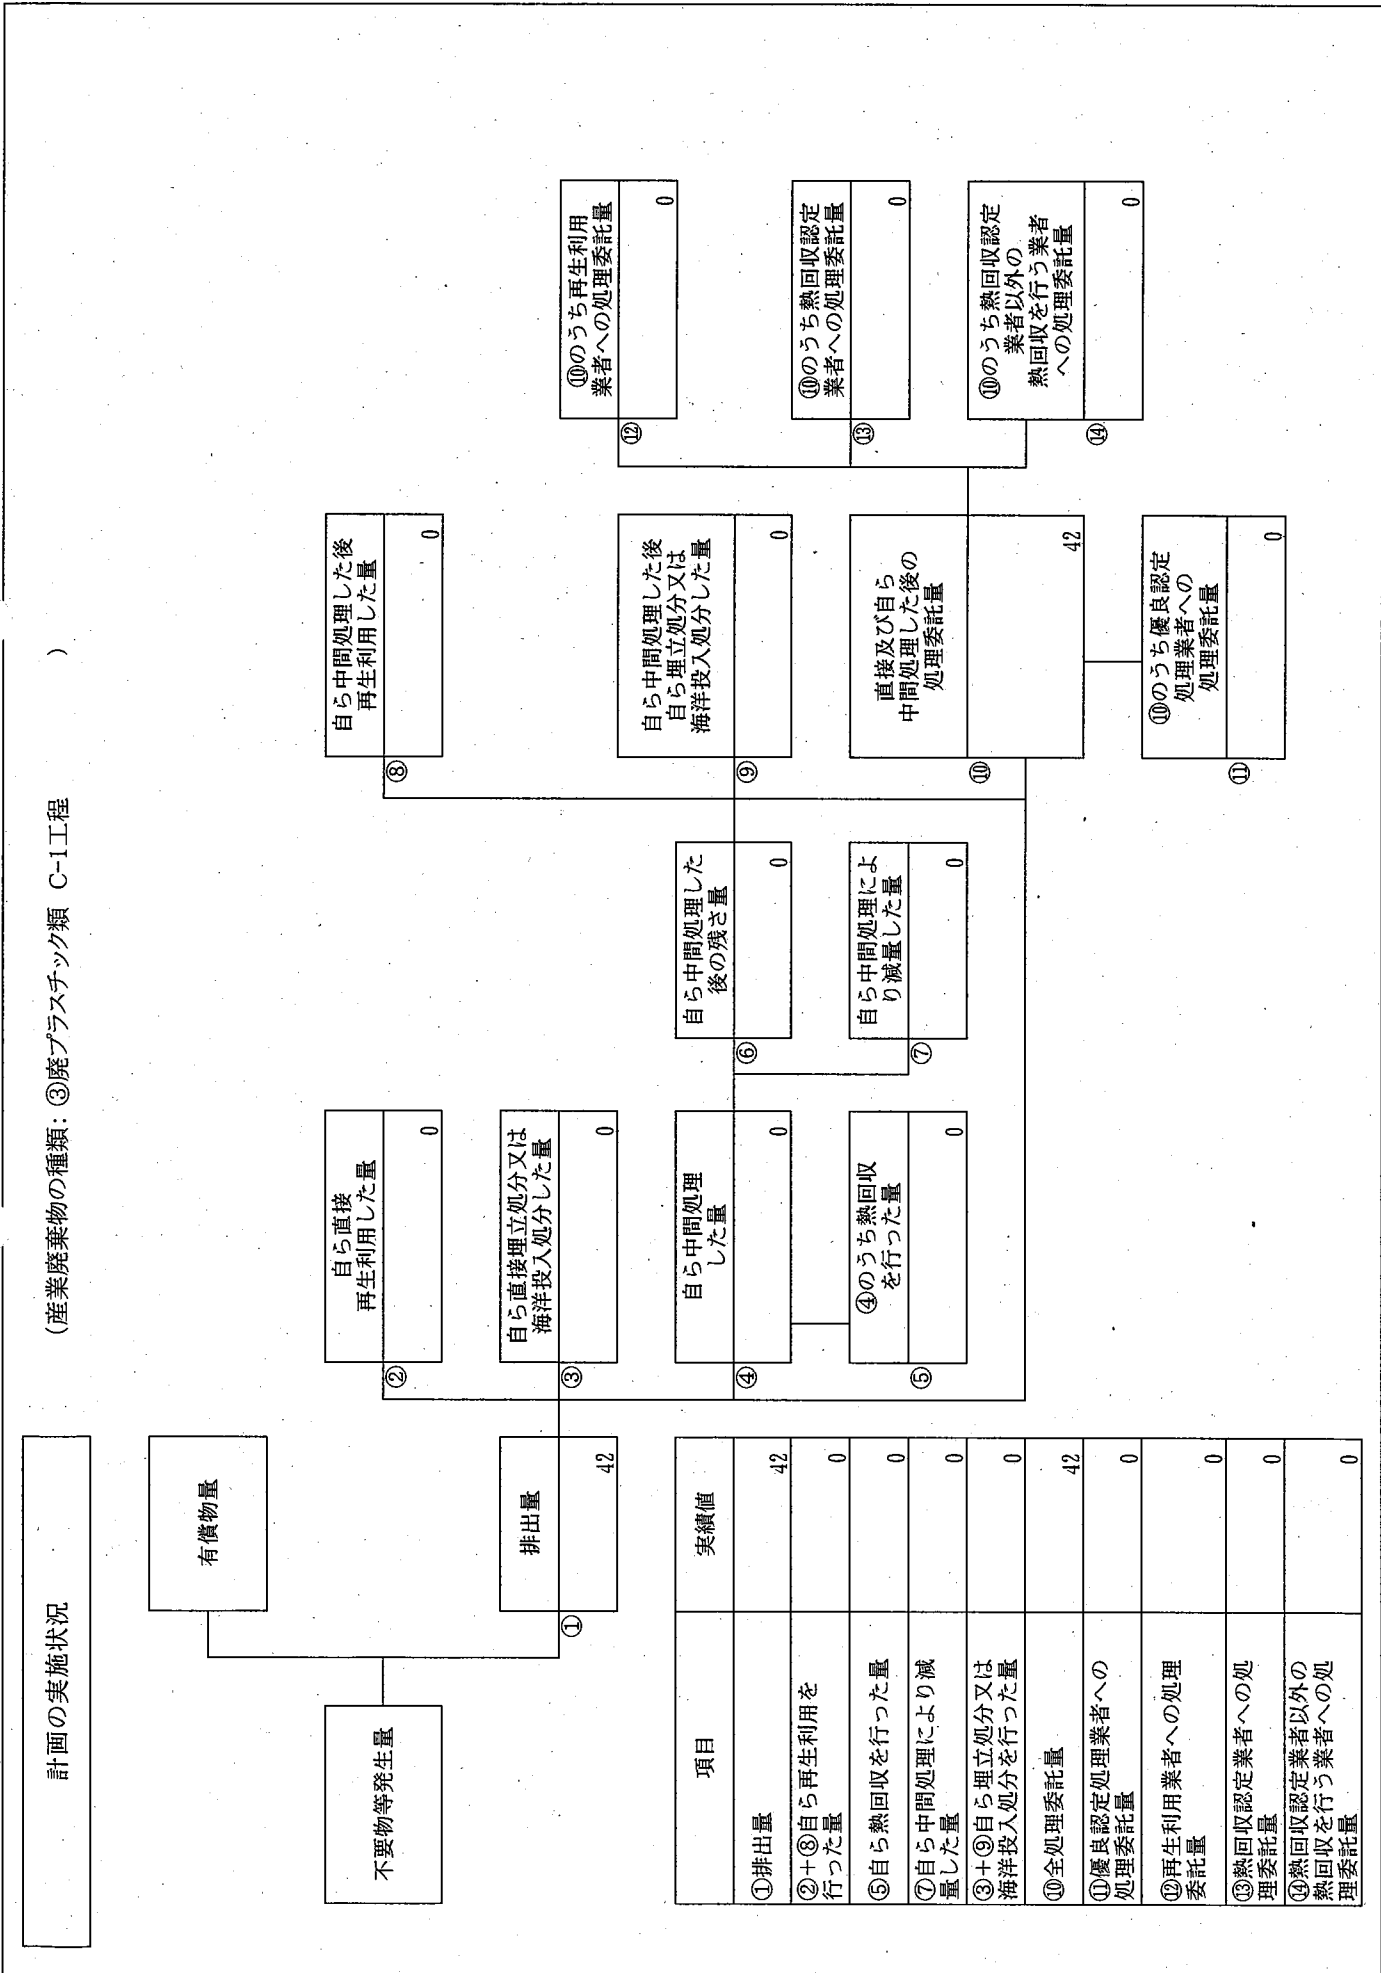 計画の実施状況
(産業廃棄物の種類: ③廃プラスチック類 C-1工程 )
有償物量
不要物等発生量
①
排出量
42
②
自ら直接
再生利用した量
0
③
自ら直接埋立処分又は
海洋投入処分した量
0
④
自ら中間処理
した量
0
⑤
④のうち熱回収
を行った量
0
⑥
自ら中間処理した
後の残さ量
0
⑦
自ら中間処理によ
り減量した量
0
⑧
自ら中間処理した後
再生利用した量
0
⑨
自ら中間処理した後
自ら埋立処分又は
海洋投入処分した量
0
⑩
直接及び自ら
中間処理した後の
処理委託量
42
⑪
⑩のうち優良認定
処理業者への
処理委託量
0
⑫
⑩のうち再生利用
業者への処理委託量
0
⑬
⑩のうち熱回収認定
業者への処理委託量
0
⑭
⑩のうち熱回収認定
業者以外の
熱回収を行う業者
への処理委託量
0
項目 実績値
①排出量 42
②+⑧自ら再生利用を
行った量 0
⑤自ら熱回収を行った量 0
⑦自ら中間処理により減
量した量 0
③+⑨自ら埋立処分又は
海洋投入処分を行った量 0
⑩全処理委託量 42
⑪優良認定処理業者への
処理委託量 0
⑫再生利用業者への処理
委託量 0
⑬熱回収認定業者への処
理委託量 0
⑭熱回収認定業者以外の
熱回収を行う業者への処
理委託量 0